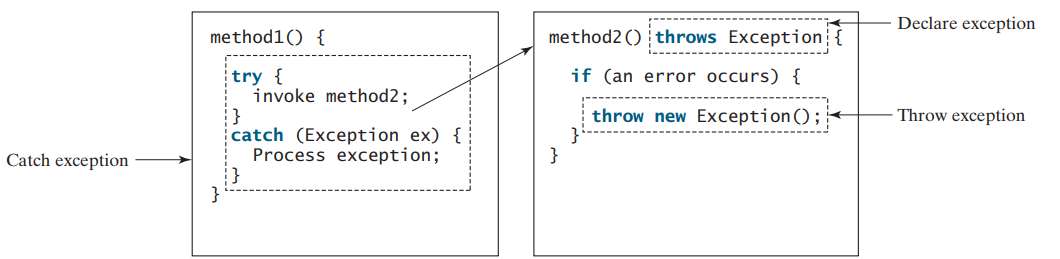 Catch exception
method1() {
try {
invoke method2;
}
catch (Exception ex) {
Process exception;
}
}
method2() throws Exception {
if (an error occurs) {
throw new Exception();
}
}
Declare exception
Throw exception